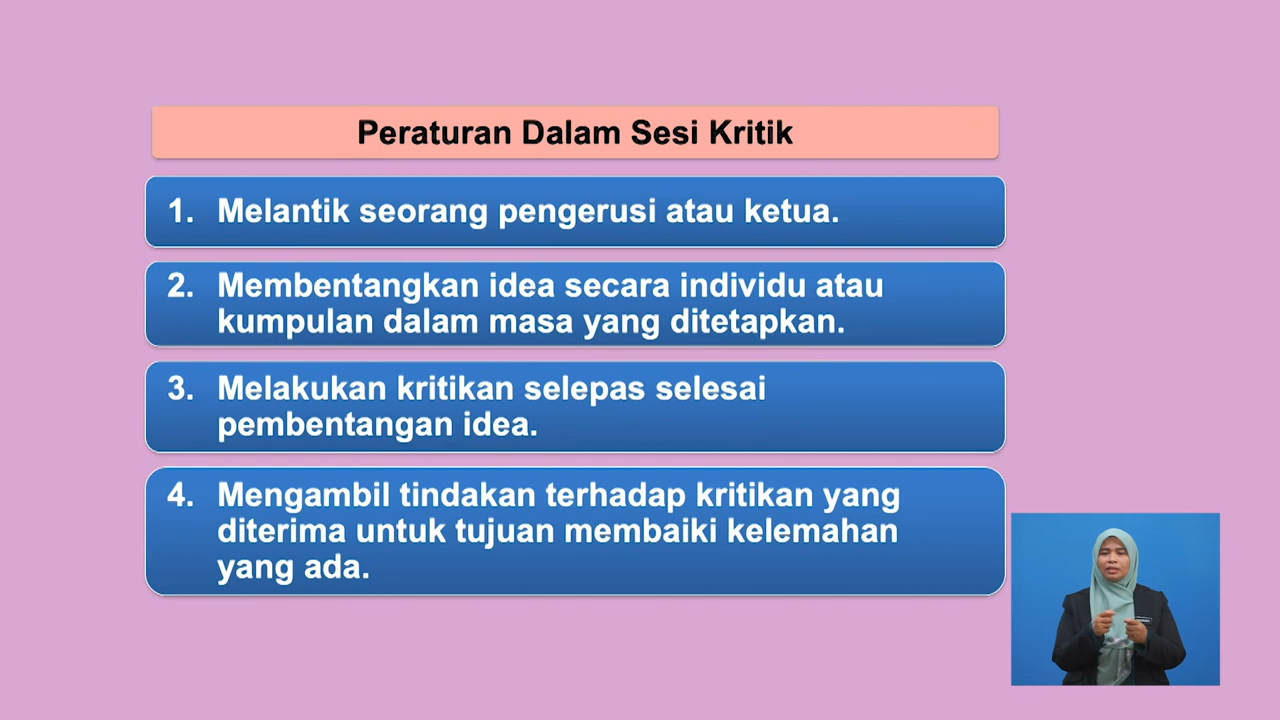 Peraturan Dalam Sesi Kritik
1. Melantik seorang pengerusi atau ketua.
2. Membentangkan idea secara individu atau
kumpulan dalam masa yang ditetapkan.
3. Melakukan kritikan selepas selesai
pembentangan idea.
4. Mengambil tindakan terhadap kritikan yang
diterima untuk tujuan membaiki kelemahan
yang ada.